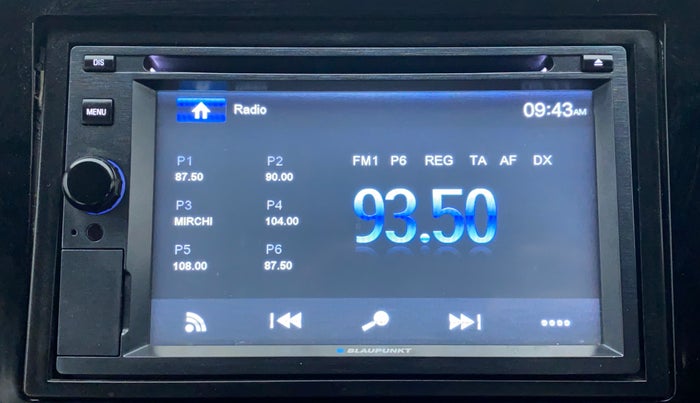 DIS
MENU
Radio
09:43AM
P1
87.50
P2
90.00
P3
MIRCHI
P4
104.00
P5
108.00
P6
87.50
FM1 P6 REG TA AF DX
93.50
BLAUPUNKT